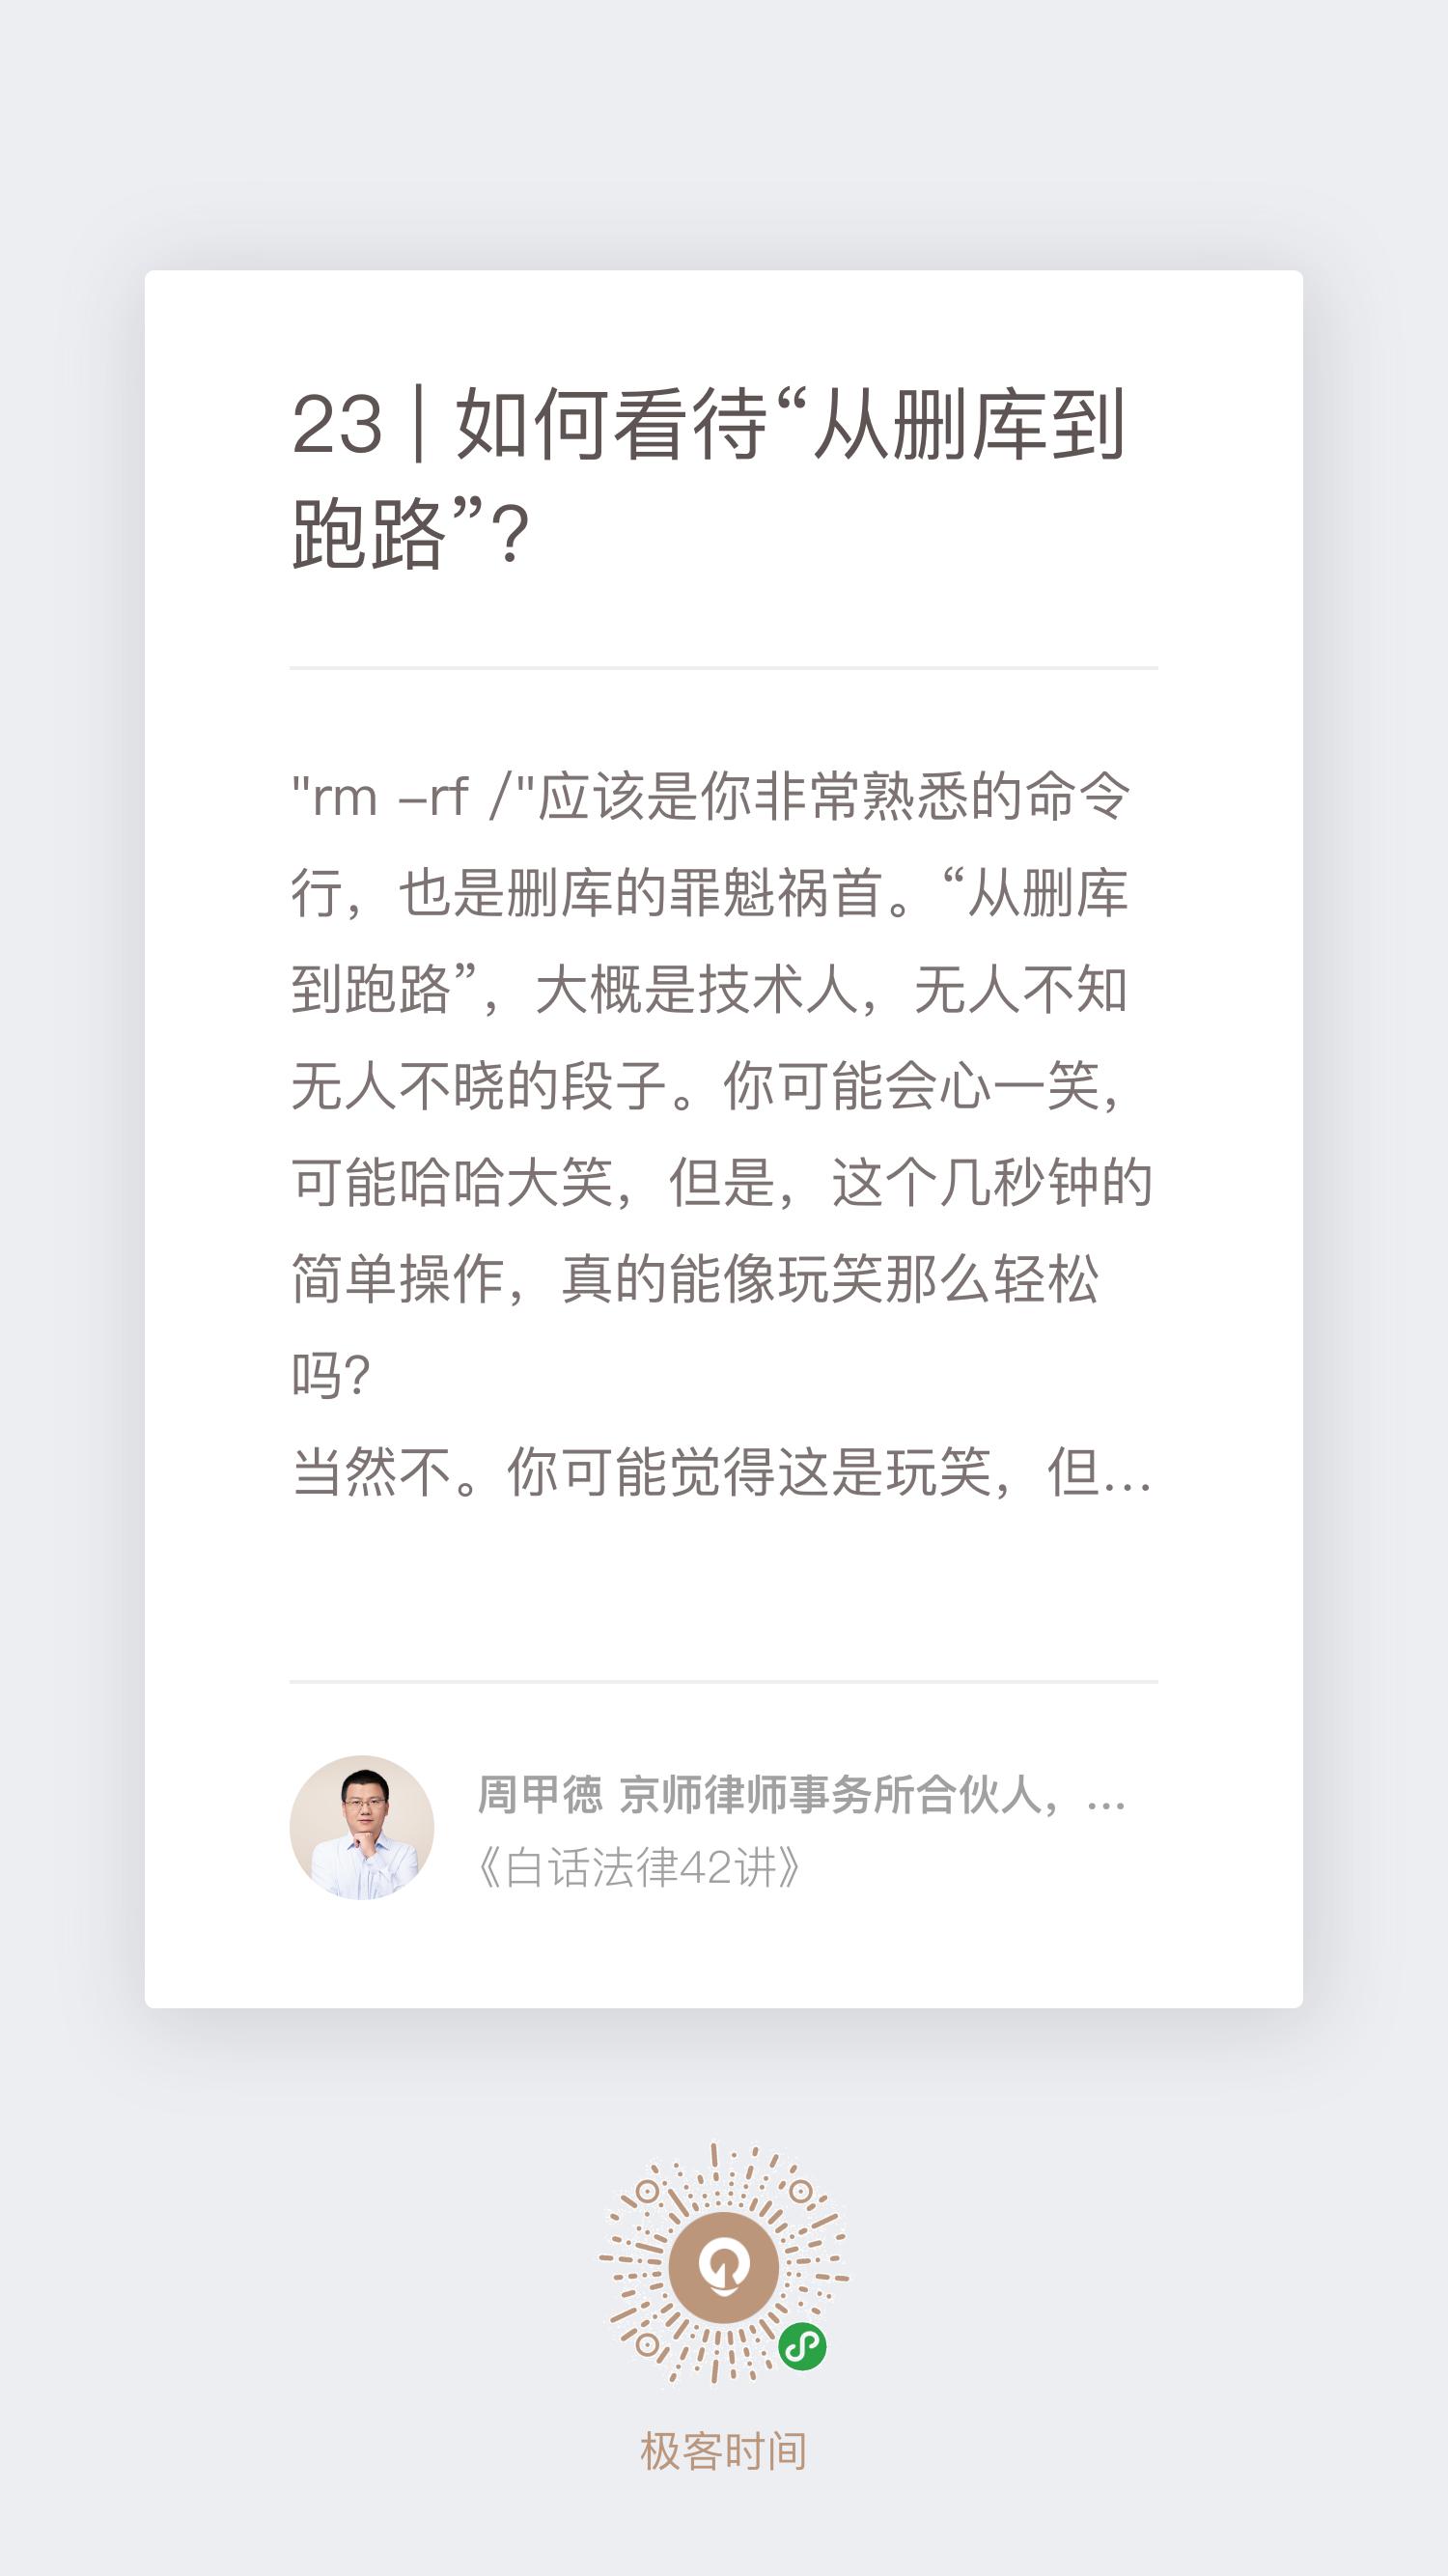 23 | 如何看待“从删库到
跑路”？
"rm -rf /"应该是你非常熟悉的命令
行，也是删库的罪魁祸首。“从删库
到跑路”，大概是技术人，无人不知
无人不晓的段子。你可能会心一笑，
可能哈哈大笑，但是，这个几秒钟的
简单操作，真的能像玩笑那么轻松
吗？
当然不。你可能觉得这是玩笑，但...
周甲徳 京师律师事务所合伙人，...
《白话法律42讲》
极客时间